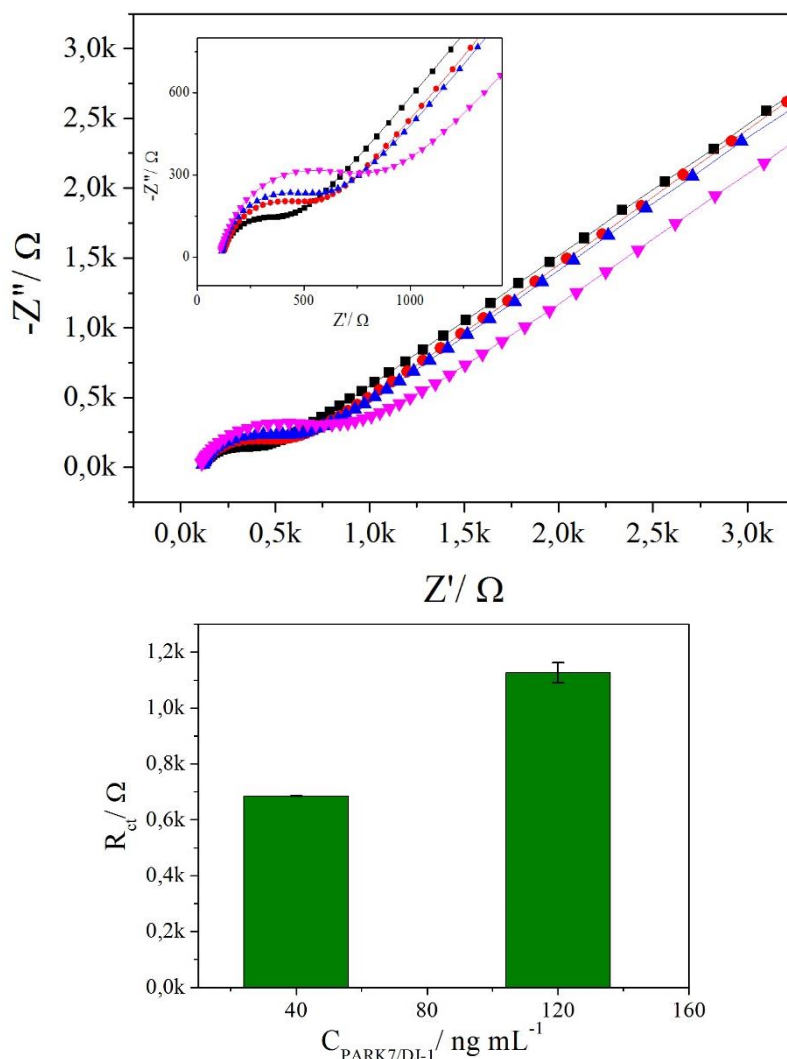 3,0k
2,5k
2,0k
1,5k
1,0k
0,5k
0,0k
-Z''/ Ω
600
300
0
-Z''/ Ω
0 500 1000
Z'/ Ω
0,0k 0,5k 1,0k 1,5k 2,0k 2,5k 3,0k
Z'/ Ω
1,2k
1,0k
0,8k
0,6k
0,4k
0,2k
0,0k
R_ct/ Ω
40 80 120 160
C_PARK7/DJ-1/ ng mL⁻¹